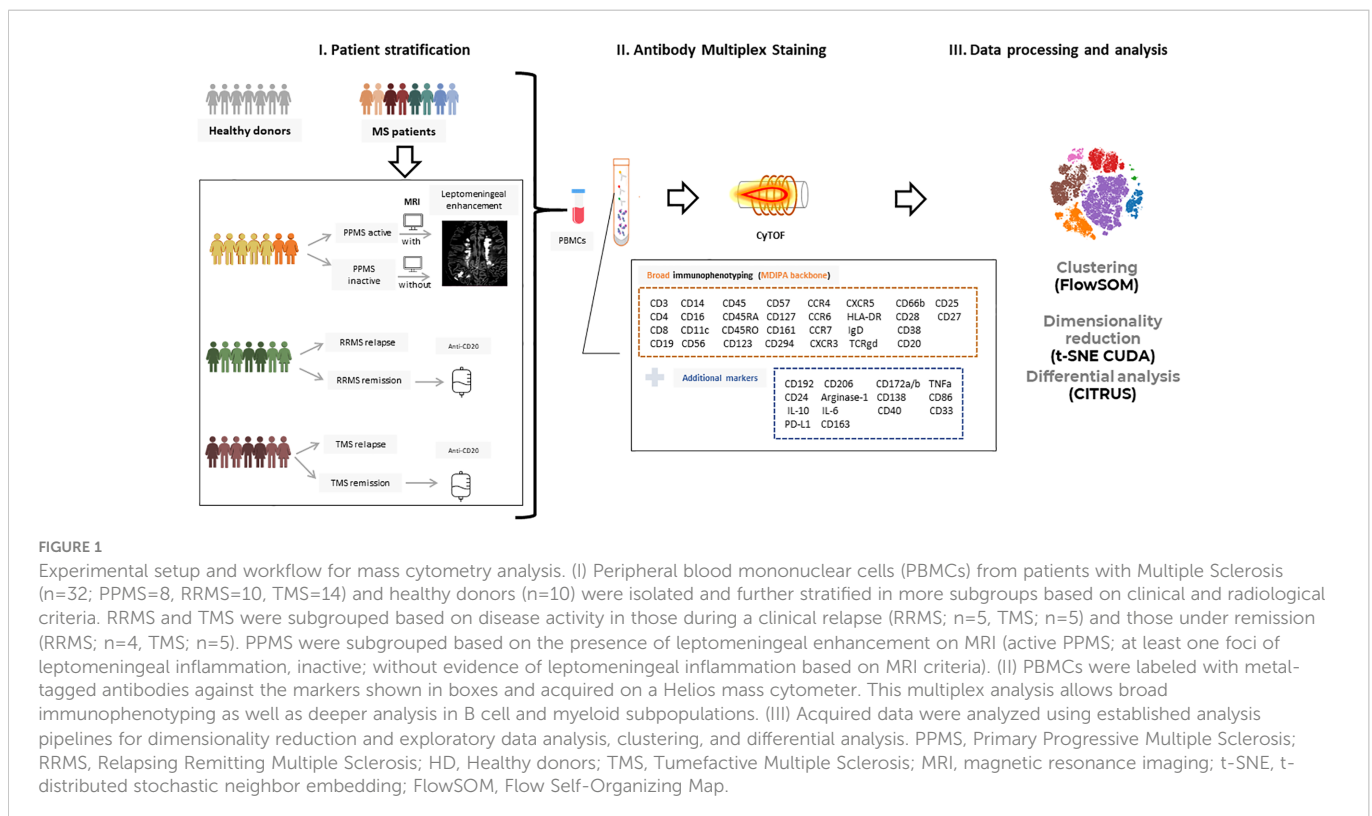 I. Patient stratification
II. Antibody Multiplex Staining
III. Data processing and analysis
Healthy donors
MS patients
MRI
Leptomeningeal
enhancement
PPMS active
with
PPMS
inactive
without
RRMS relapse
Anti-CD20
RRMS remission
TMS relapse
Anti-CD20
TMS remission
PBMCs
CyTOF
Broad immunophenotyping (MDIPA backbone)
CD3 CD14 CD45 CD57 CCR4 CXCR5 CD66b CD25
CD4 CD16 CD45RA CD127 CCR6 HLA-DR CD28 CD27
CD8 CD11c CD45RO CD161 CCR7 IgD CD38
CD19 CD56 CD123 CD294 CXCR3 TCRgd CD20
Additional markers
CD192 CD206 CD172a/b TNFa
CD24 Arginase-1 CD138 CD86
IL-10 IL-6 CD40 CD33
PD-L1 CD163
Clustering
(FlowSOM)
Dimensionality
reduction
(t-SNE CUDA)
Differential analysis
(CITRUS)
FIGURE 1
Experimental setup and workflow for mass cytometry analysis. (I) Peripheral blood mononuclear cells (PBMCs) from patients with Multiple Sclerosis
(n=32; PPMS=8, RRMS=10, TMS=14) and healthy donors (n=10) were isolated and further stratified in more subgroups based on clinical and radiological
criteria. RRMS and TMS were subgrouped based on disease activity in those during a clinical relapse (RRMS; n=5, TMS; n=5) and those under remission
(RRMS; n=4, TMS; n=5). PPMS were subgrouped based on the presence of leptomeningeal enhancement on MRI (active PPMS; at least one foci of
leptomeningeal inflammation, inactive; without evidence of leptomeningeal inflammation based on MRI criteria). (II) PBMCs were labeled with metal-
tagged antibodies against the markers shown in boxes and acquired on a Helios mass cytometer. This multiplex analysis allows broad
immunophenotyping as well as deeper analysis in B cell and myeloid subpopulations. (III) Acquired data were analyzed using established analysis
pipelines for dimensionality reduction and exploratory data analysis, clustering, and differential analysis. PPMS, Primary Progressive Multiple Sclerosis;
RRMS, Relapsing Remitting Multiple Sclerosis; HD, Healthy donors; TMS, Tumefactive Multiple Sclerosis; MRI, magnetic resonance imaging; t-SNE, t-
distributed stochastic neighbor embedding; FlowSOM, Flow Self-Organizing Map.